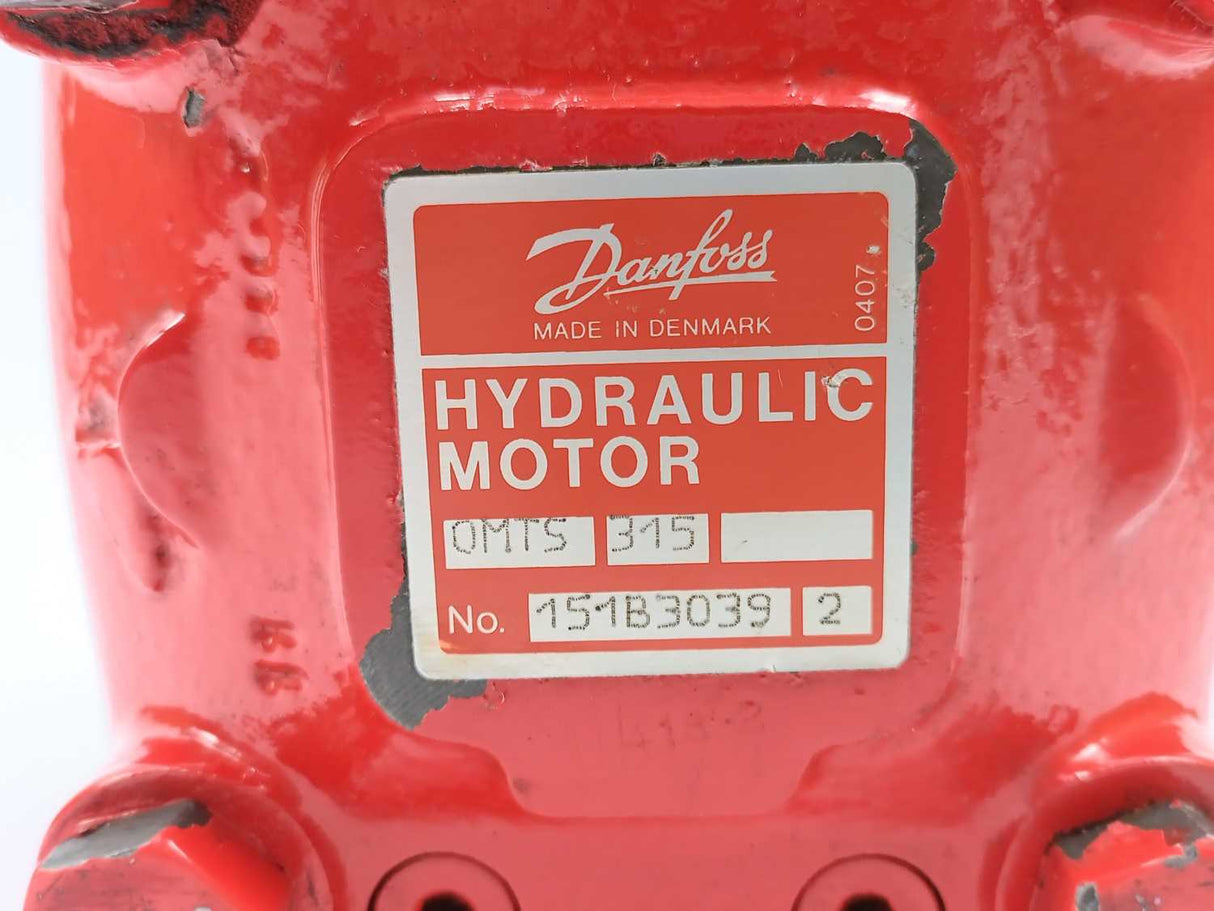 Danfoss
MADE IN DENMARK
0407
HYDRAULIC
MOTOR
OMTS 315
No. 151B3039 2